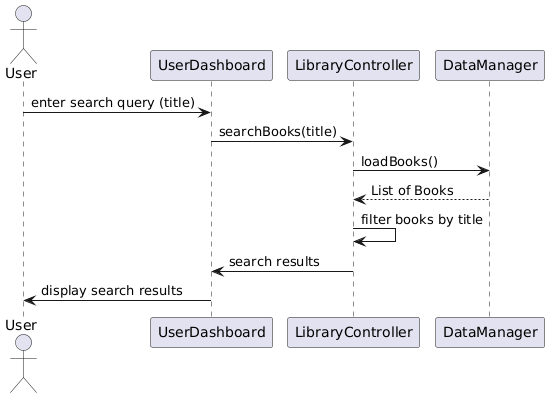 User
UserDashboard
LibraryController
DataManager
enter search query (title)
searchBooks(title)
loadBooks()
List of Books
filter books by title
search results
display search results
User
UserDashboard
LibraryController
DataManager